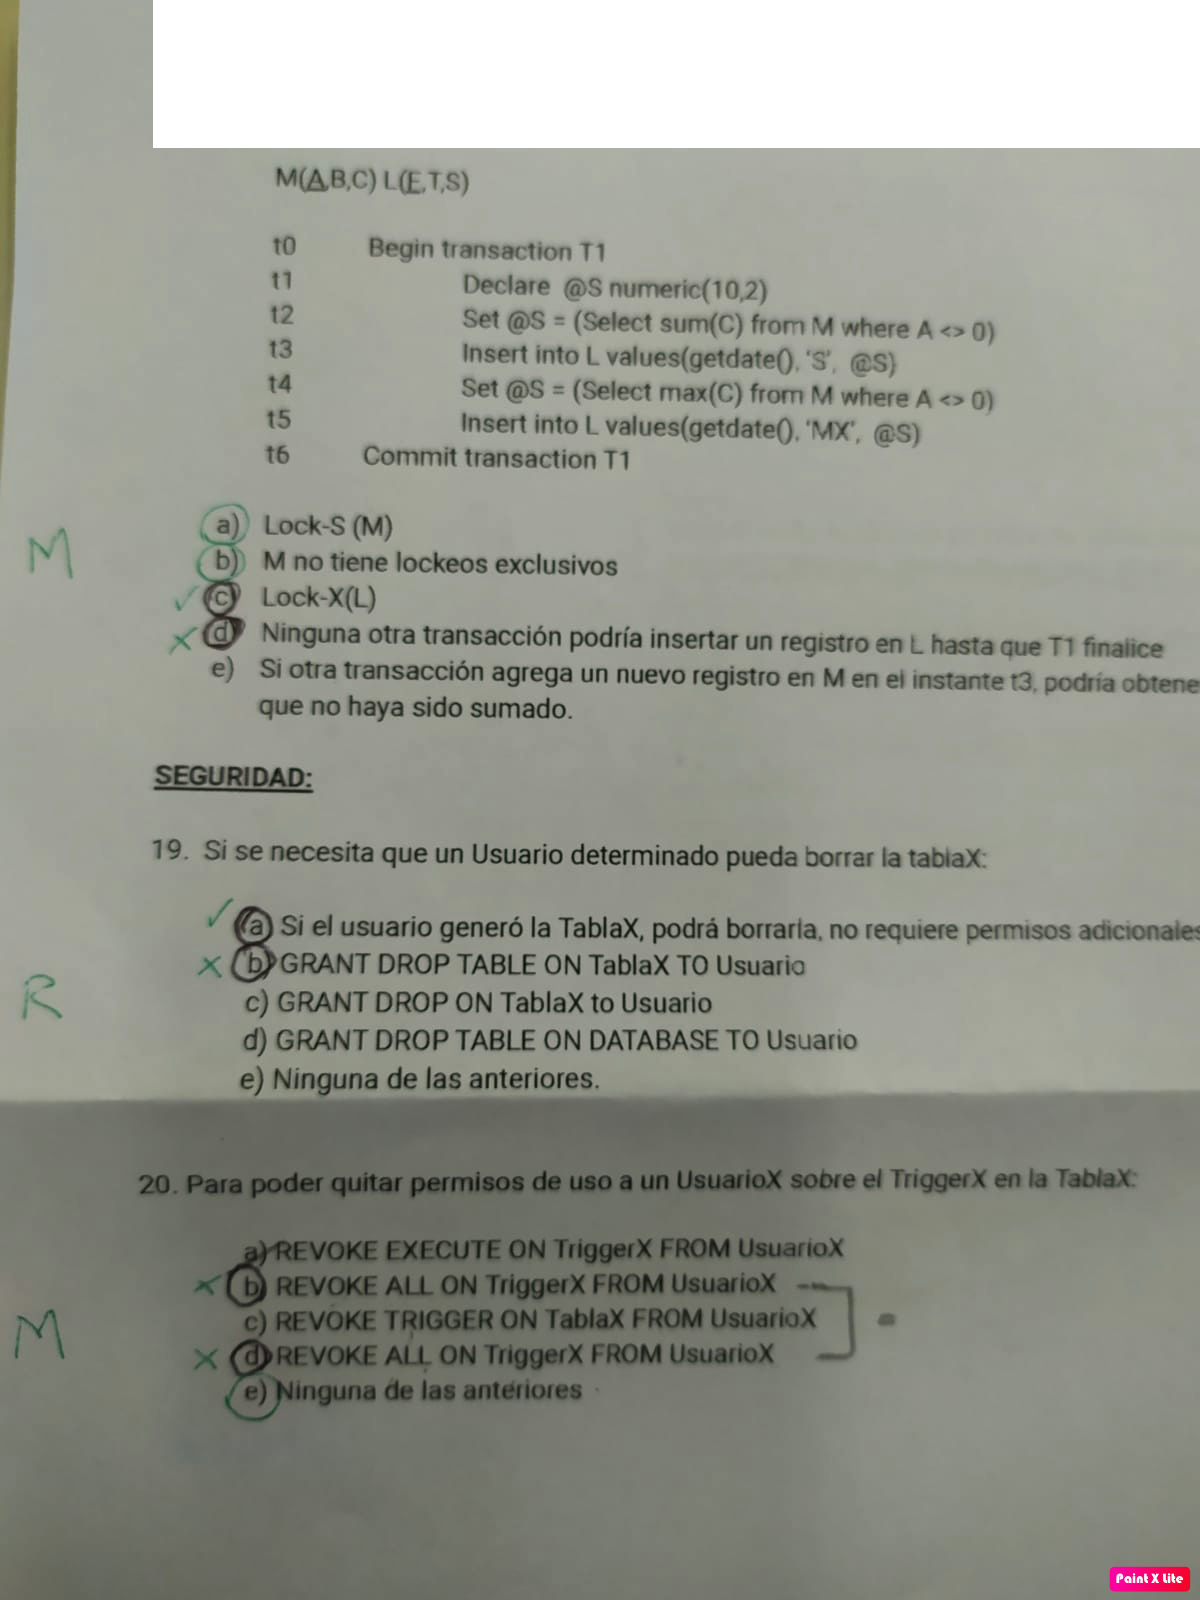 M(A,B,C) L(F,T,S)
t0 Begin transaction T1
t1 Declare @S numeric(10,2)
t2 Set @S = (Select sum(C) from M where A <> 0)
t3 Insert into L values(getdate(), 'S', @S)
t4 Set @S = (Select max(C) from M where A <> 0)
t5 Insert into L values(getdate(), 'MX', @S)
t6 Commit transaction T1
a) Lock-S (M)
M b) M no tiene lockeos exclusivos
✓ c) Lock-X(L)
x d) Ninguna otra transacción podría insertar un registro en L hasta que T1 finalice
e) Si otra transacción agrega un nuevo registro en M en el instante t3, podría obtene
que no haya sido sumado.
SEGURIDAD:
19. Si se necesita que un Usuario determinado pueda borrar la tablaX:
✓ a) Si el usuario generó la TablaX, podrá borrarla, no requiere permisos adicionales
x b) GRANT DROP TABLE ON TablaX TO Usuario
R c) GRANT DROP ON TablaX to Usuario
d) GRANT DROP TABLE ON DATABASE TO Usuario
e) Ninguna de las anteriores.
20. Para poder quitar permisos de uso a un UsuarioX sobre el TriggerX en la TablaX:
a) REVOKE EXECUTE ON TriggerX FROM UsuarioX
x b) REVOKE ALL ON TriggerX FROM UsuarioX
M c) REVOKE TRIGGER ON TablaX FROM UsuarioX =
x d) REVOKE ALL ON TriggerX FROM UsuarioX
e) Ninguna de las anteriores
Paint X Lite